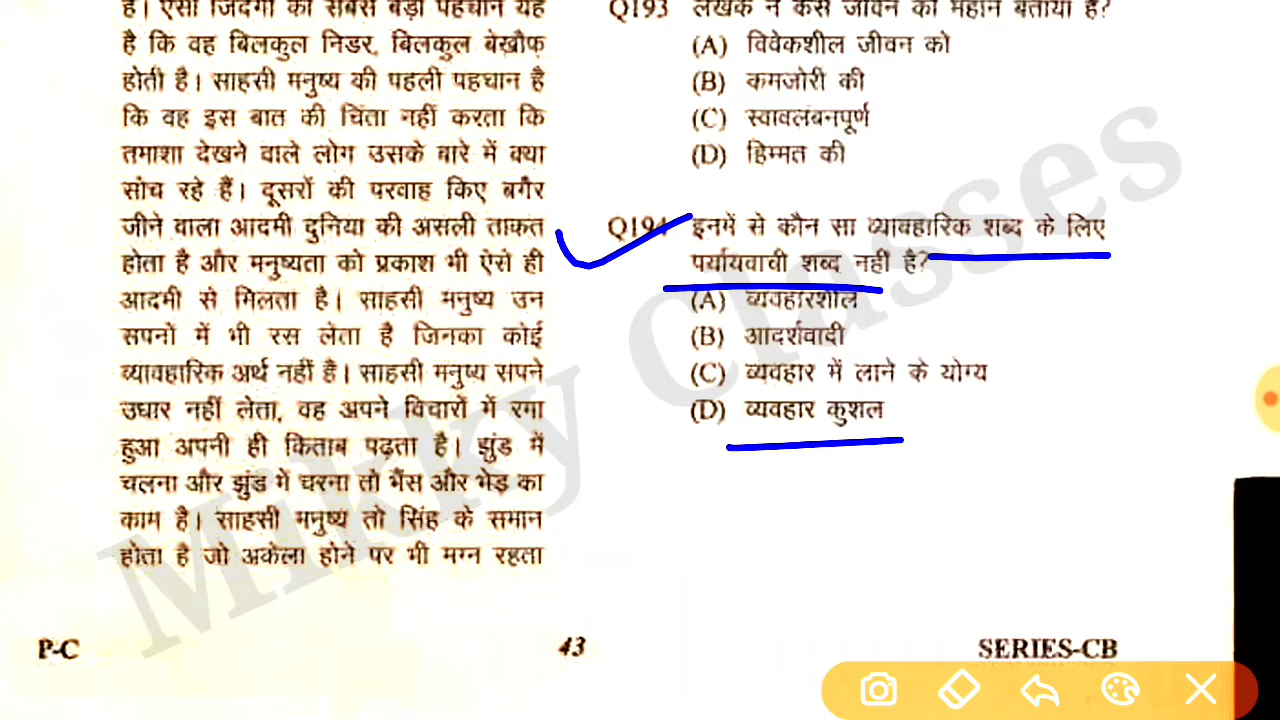 है। ऐसी जिंदगी की सबसे बड़ी पहचान यह
है कि वह बिलकुल निडर, बिलकुल बेखौफ़
होती है। साहसी मनुष्य की पहली पहचान है
कि वह इस बात की चिंता नहीं करता कि
तमाशा देखने वाले लोग उसके बारे में क्या
सोच रहे हैं। दूसरों की परवाह किए बगैर
जीने वाला आदमी दुनिया की असली ताकत
होता है और मनुष्यता को प्रकाश भी ऐसे ही
आदमी से मिलता है। साहसी मनुष्य उन
सपनों में भी रस लेता है जिनका कोई
व्यावहारिक अर्थ नहीं है। साहसी मनुष्य सपने
उधार नहीं लेता, वह अपने विचारों में रमा
हुआ अपनी ही किताब पढ़ता है। झुंड में
चलना और झुंड में चरना तो भैंस और भेड़ का
काम है। साहसी मनुष्य तो सिंह के समान
होता है जो अकेला होने पर भी मग्न रहता
Q193 लेखक ने कैसे जीवन को महान बताया है?
(A) विवेकशील जीवन को
(B) कमजोरी की
(C) स्वावलंबनपूर्ण
(D) हिम्मत की
Q194 इनमें से कौन सा व्यावहारिक शब्द के लिए
पर्यायवाची शब्द नहीं है?
(A) व्यवहारशील
(B) आदर्शवादी
(C) व्यवहार में लाने के योग्य
(D) व्यवहार कुशल
Mikky Classes
P-C 43 SERIES-CB